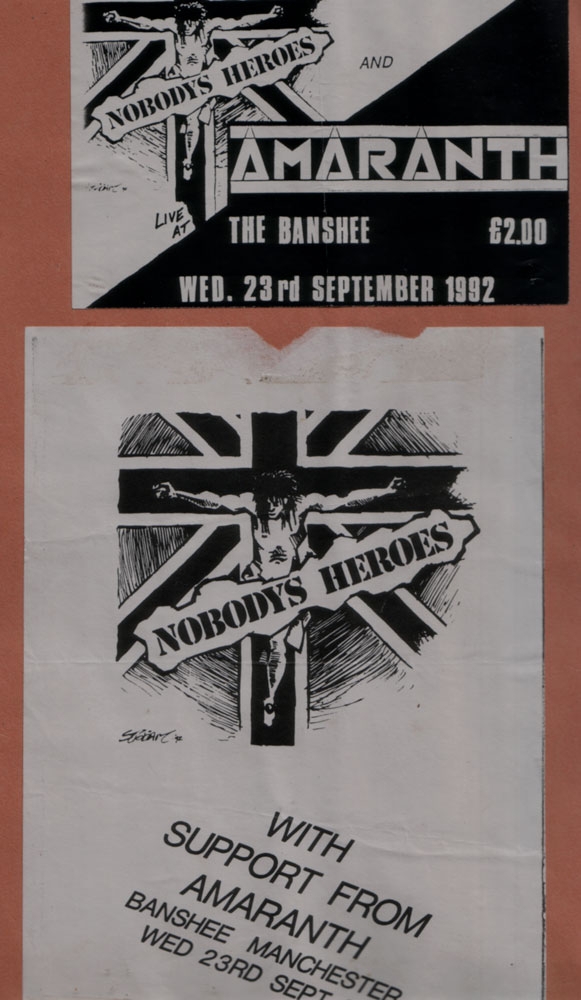 NOBODYS HEROES
AND
AMARANTH
LIVE
AT
THE BANSHEE £2.00
WED. 23rd SEPTEMBER 1992
NOBODYS HEROES
WITH
SUPPORT FROM
AMARANTH
BANSHEE MANCHESTER
WED 23RD SEPT